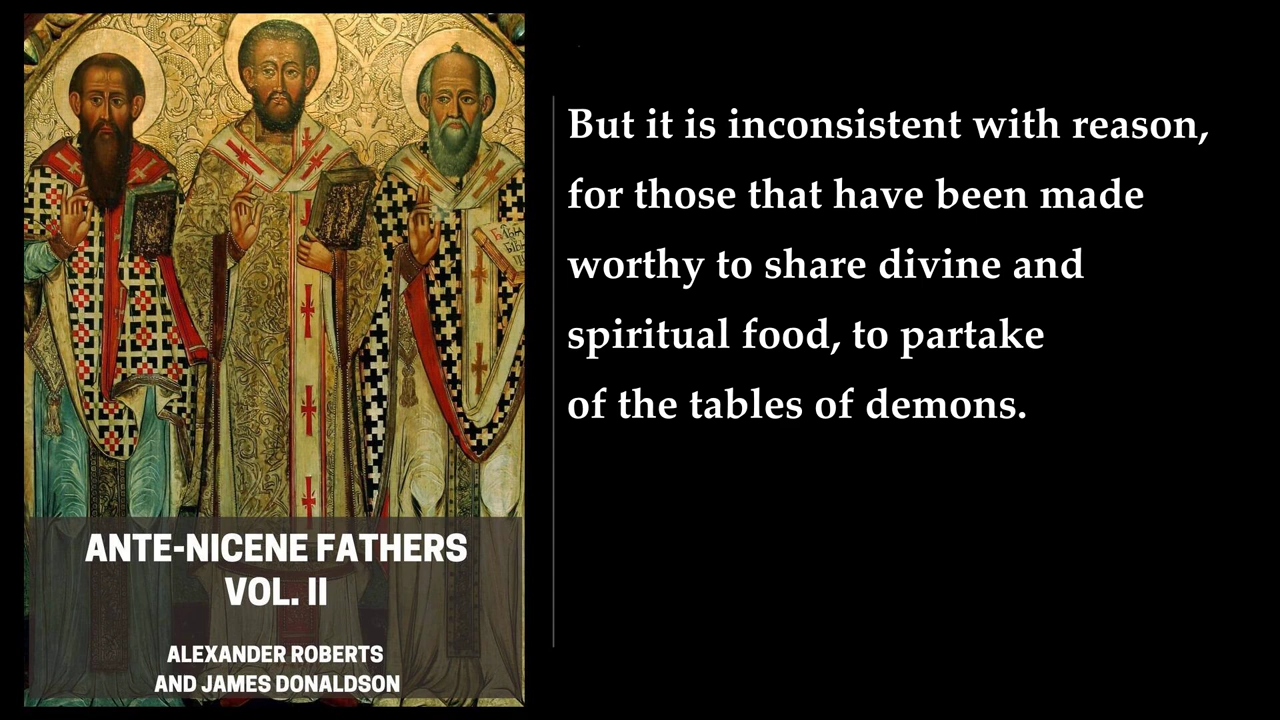 But it is inconsistent with reason,
for those that have been made
worthy to share divine and
spiritual food, to partake
of the tables of demons.
ANTE-NICENE FATHERS
VOL. II
ALEXANDER ROBERTS
AND JAMES DONALDSON